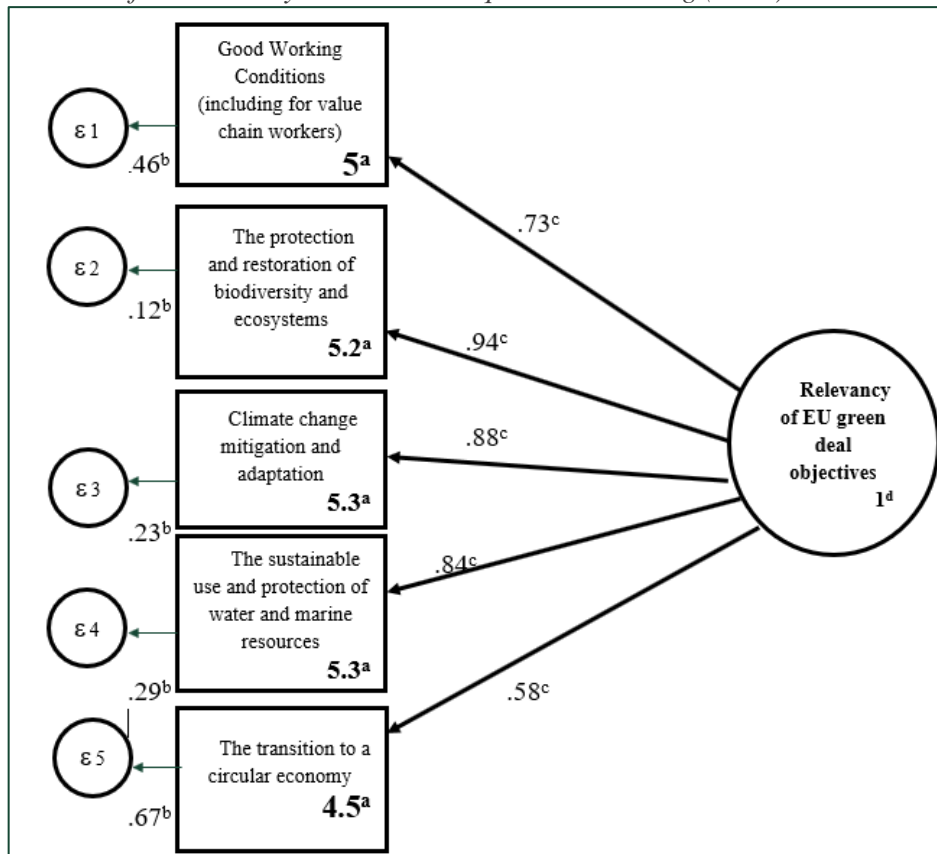 Good Working
Conditions
(including for value
chain workers)
5ᵃ
ε1
.46ᵇ
.73ᶜ
The protection
and restoration of
biodiversity and
ecosystems
5.2ᵃ
ε2
.12ᵇ
.94ᶜ
Climate change
mitigation and
adaptation
5.3ᵃ
ε3
.23ᵇ
.88ᶜ
The sustainable
use and protection of
water and marine
resources
5.3ᵃ
ε4
.29ᵇ
.84ᶜ
The transition to a
circular economy
4.5ᵃ
ε5
.67ᵇ
.58ᶜ
Relevancy
of EU green
deal
objectives
1ᵈ